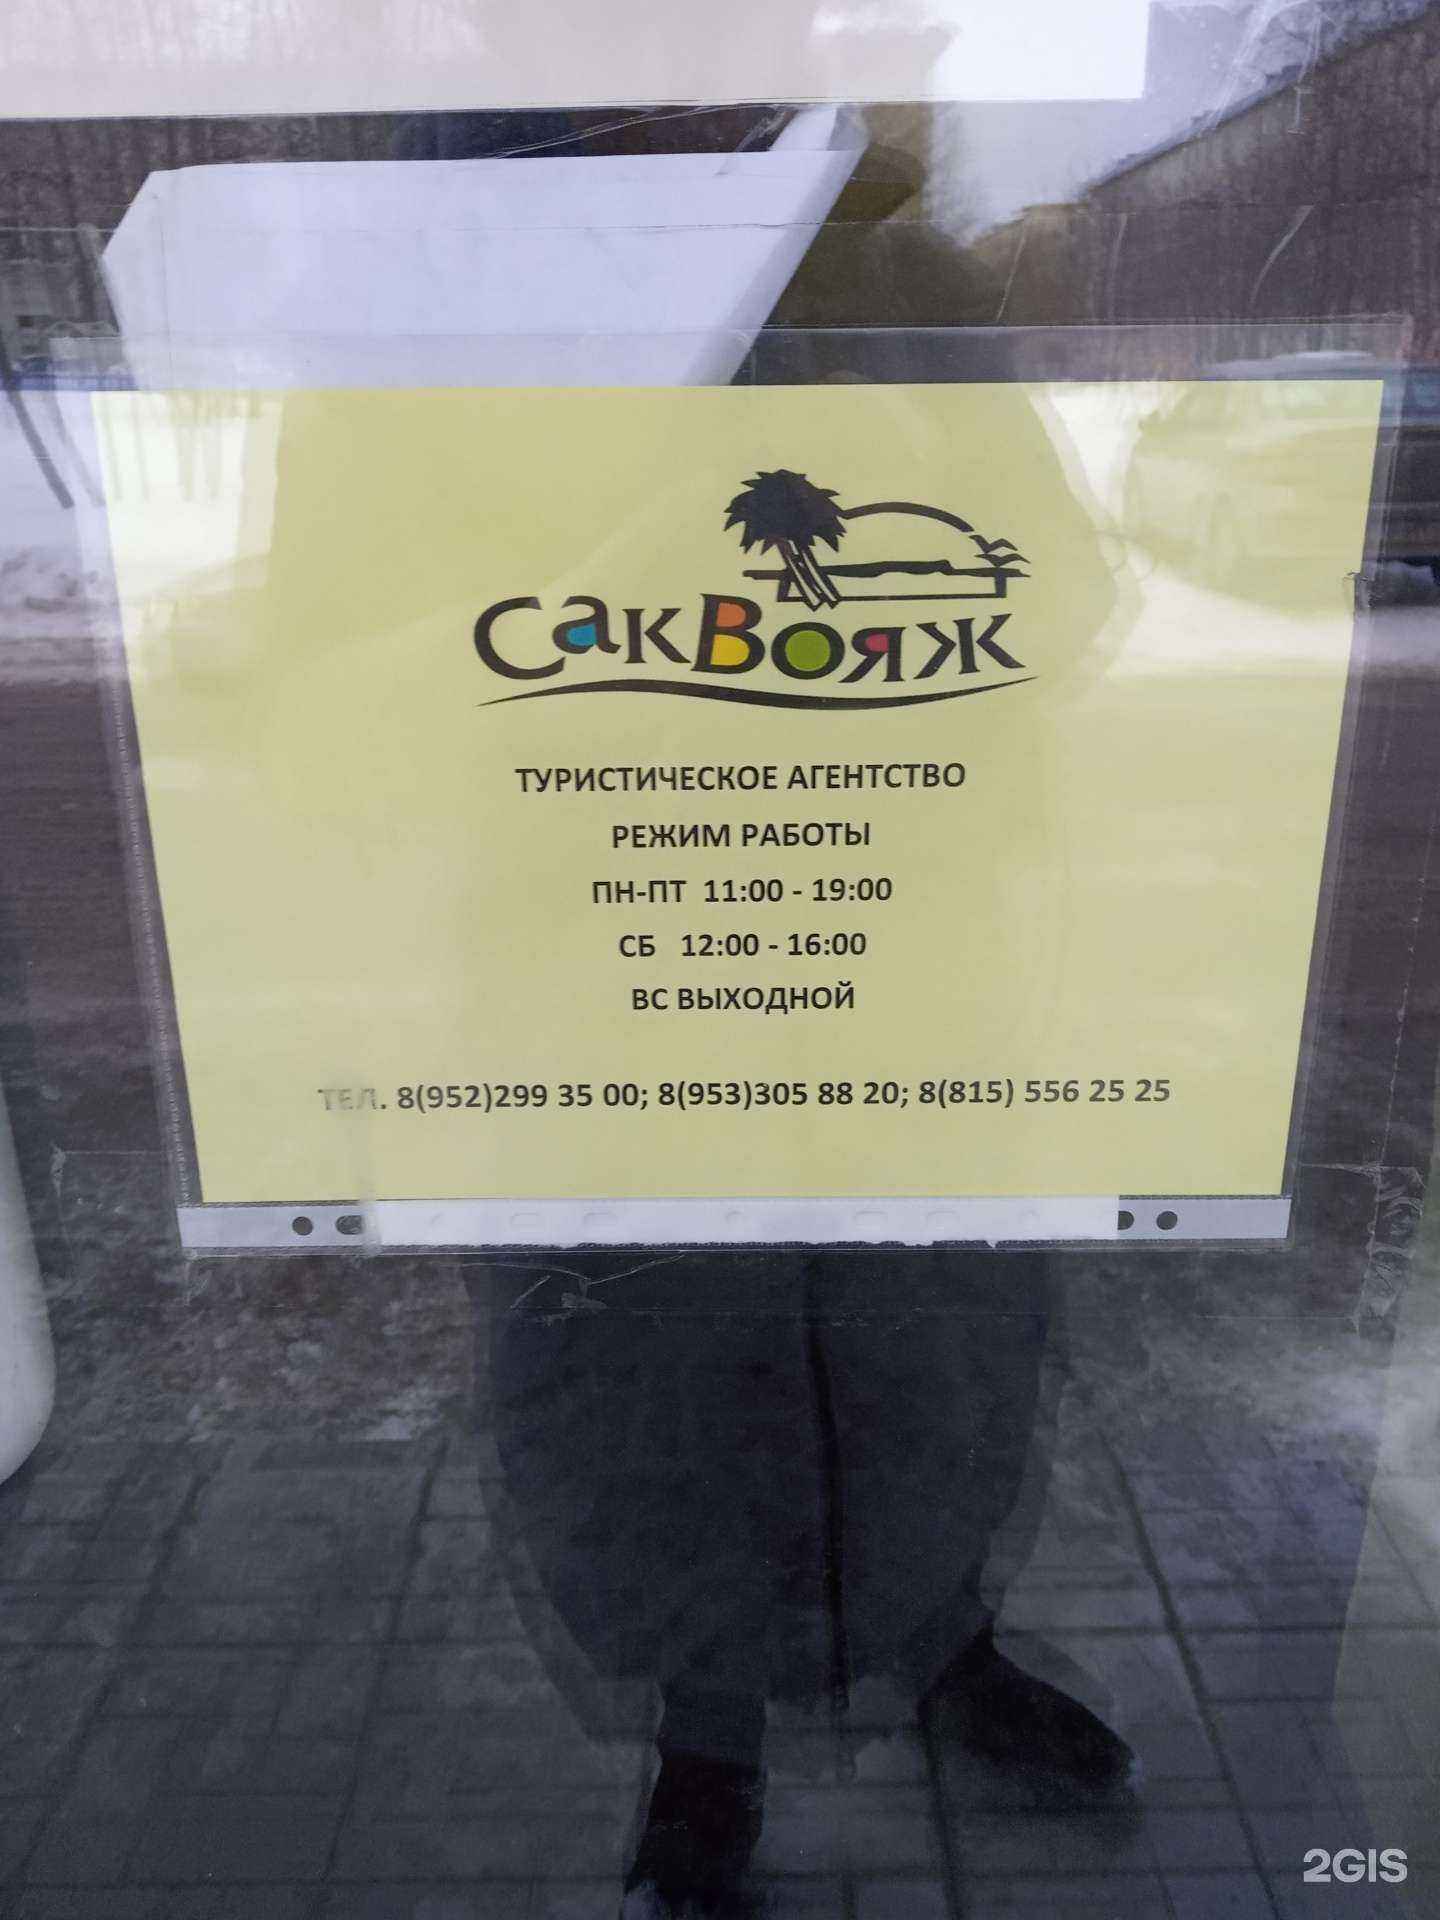 СакВояж
ТУРИСТИЧЕСКОЕ АГЕНТСТВО
РЕЖИМ РАБОТЫ
ПН-ПТ 11:00 - 19:00
СБ 12:00 - 16:00
ВС ВЫХОДНОЙ
ТЕЛ. 8(952)299 35 00; 8(953)305 88 20; 8(815) 556 25 25
2GIS